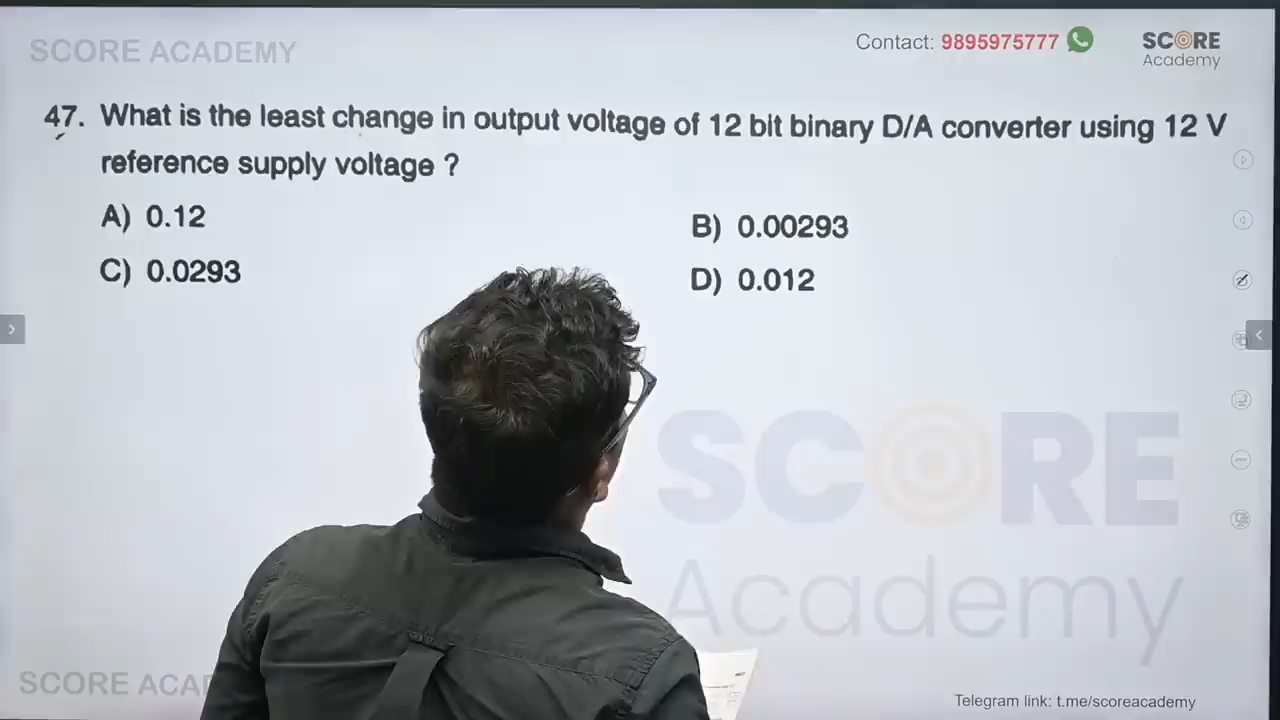 SCORE ACADEMY
Contact: 9895975777
SCORE
Academy
47. What is the least change in output voltage of 12 bit binary D/A converter using 12 V
reference supply voltage ?
A) 0.12
B) 0.00293
C) 0.0293
D) 0.012
SCORE
Academy
SCORE ACA
Telegram link: t.me/scoreacademy